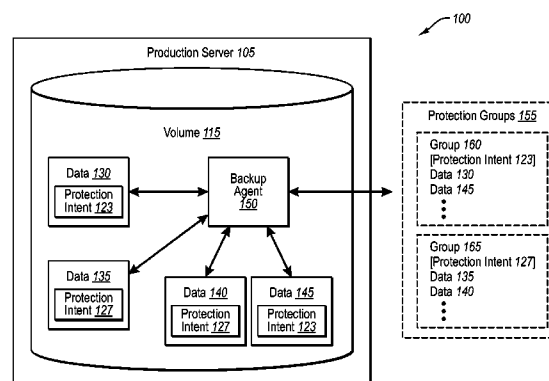 100
Production Server 105
Volume 115
Data 130
Protection
Intent 123
Backup
Agent
150
Data 135
Protection
Intent 127
Data 140
Protection
Intent 127
Data 145
Protection
Intent 123
Protection Groups 155
Group 160
[Protection Intent 123]
Data 130
Data 145
Group 165
[Protection Intent 127]
Data 135
Data 140